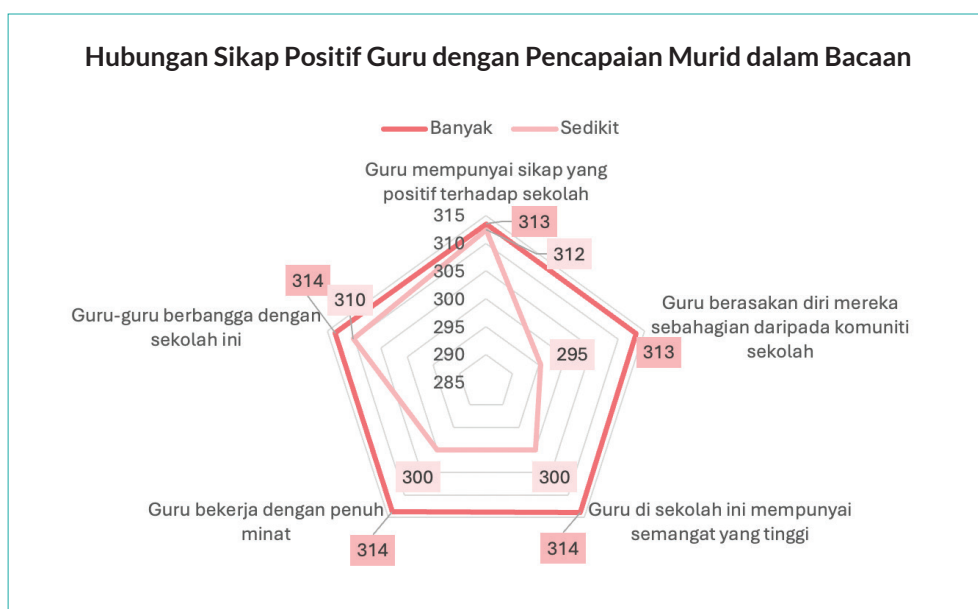 Hubungan Sikap Positif Guru dengan Pencapaian Murid dalam Bacaan
Banyak
Sedikit
Guru mempunyai sikap yang
positif terhadap sekolah
315
310
305
300
295
290
285
313
312
Guru berasakan diri mereka
sebahagian daripada komuniti
sekolah
313
295
Guru di sekolah ini mempunyai
semangat yang tinggi
314
300
Guru bekerja dengan penuh
minat
314
300
Guru-guru berbangga dengan
sekolah ini
314
310